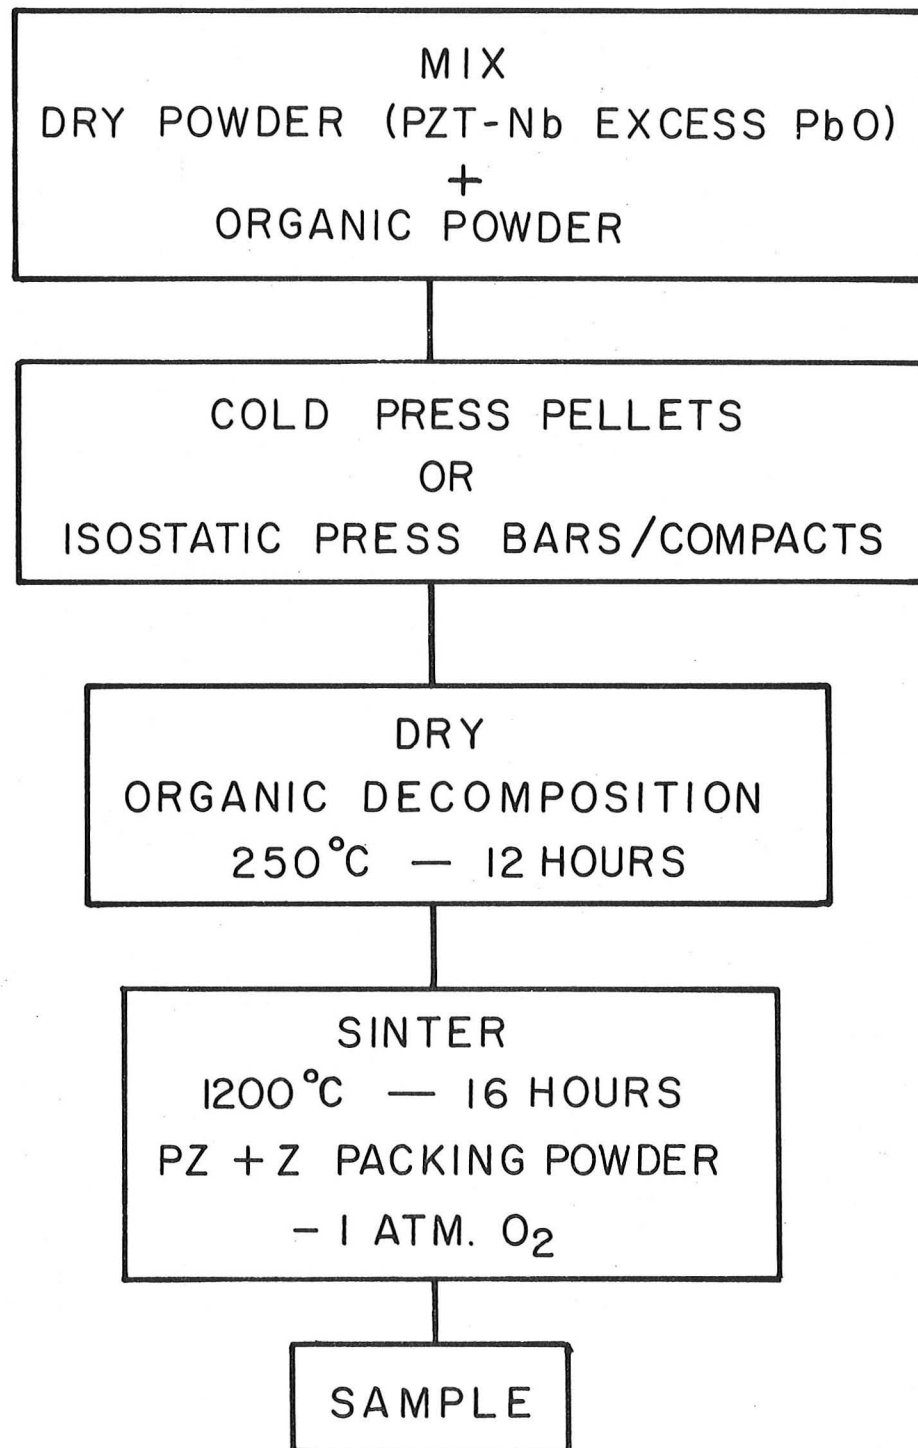 MIX
DRY POWDER (PZT-Nb EXCESS PbO)
+
ORGANIC POWDER
COLD PRESS PELLETS
OR
ISOSTATIC PRESS BARS/COMPACTS
DRY
ORGANIC DECOMPOSITION
250°C — 12 HOURS
SINTER
1200°C — 16 HOURS
PZ + Z PACKING POWDER
- 1 ATM. O₂
SAMPLE